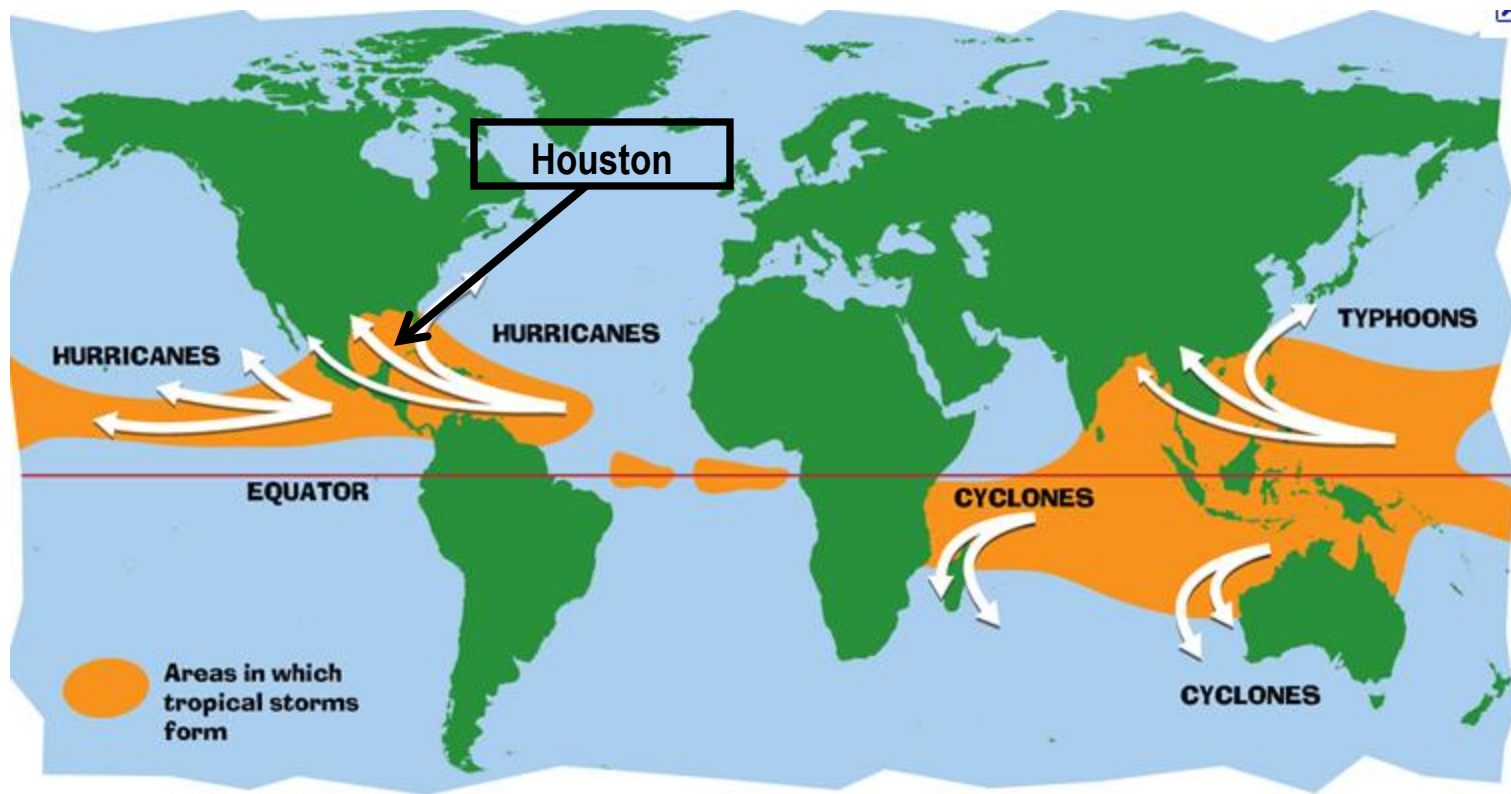 Houston
HURRICANES
TYPHOONS
HURRICANES
EQUATOR
CYCLONES
Areas in which
tropical storms
form
CYCLONES